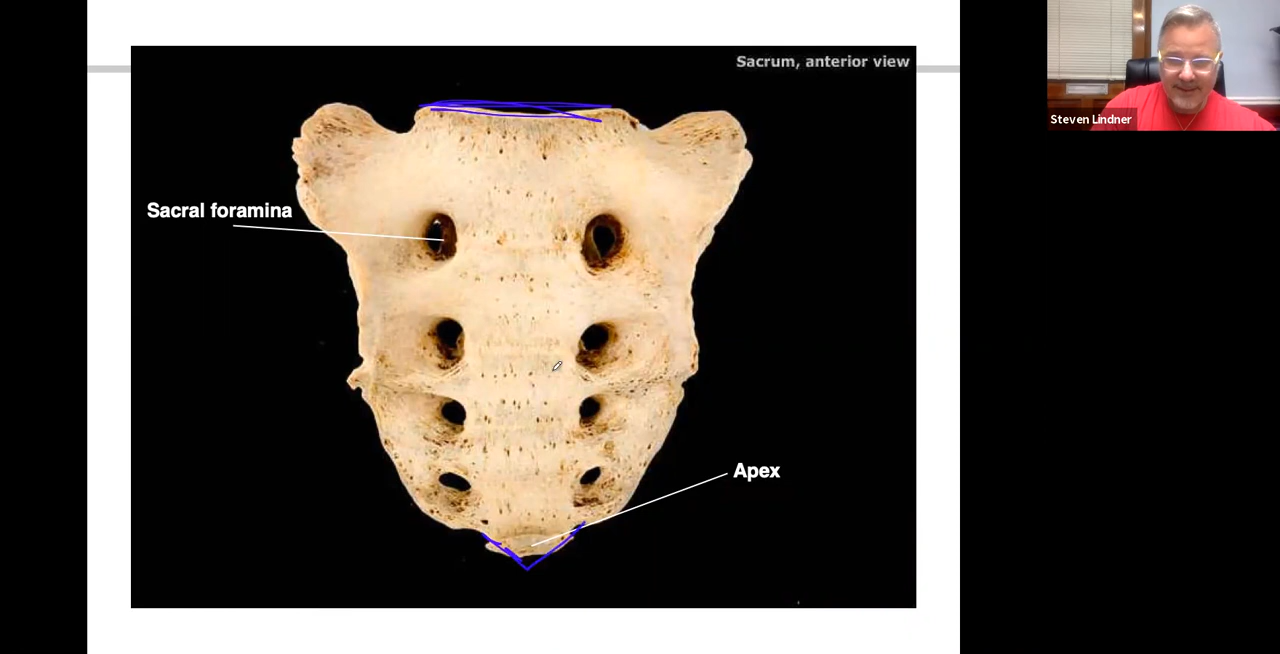 Sacrum, anterior view
Steven Lindner
Sacral foramina
Apex